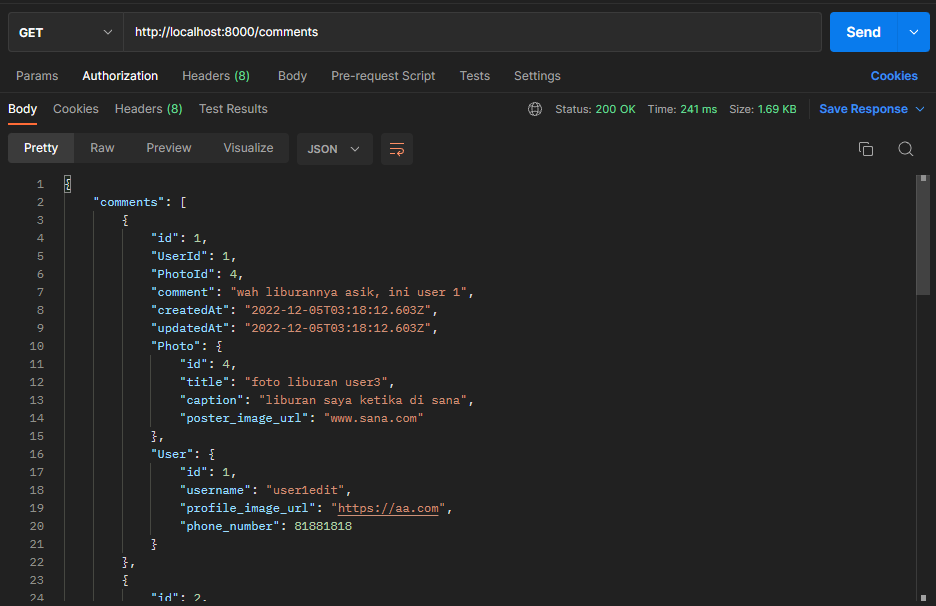 GET http://localhost:8000/comments Send
Params Authorization Headers (8) Body Pre-request Script Tests Settings Cookies
Body Cookies Headers (8) Test Results Status: 200 OK Time: 241 ms Size: 1.69 KB Save Response
Pretty Raw Preview Visualize JSON
1 {
2 "comments": [
3 {
4 "id": 1,
5 "UserId": 1,
6 "PhotoId": 4,
7 "comment": "wah liburannya asik, ini user 1",
8 "createdAt": "2022-12-05T03:18:12.603Z",
9 "updatedAt": "2022-12-05T03:18:12.603Z",
10 "Photo": {
11 "id": 4,
12 "title": "foto liburan user3",
13 "caption": "liburan saya ketika di sana",
14 "poster_image_url": "www.sana.com"
15 },
16 "User": {
17 "id": 1,
18 "username": "user1edit",
19 "profile_image_url": "https://aa.com",
20 "phone_number": 81881818
21 }
22 },
23 {
24 "id": 2,